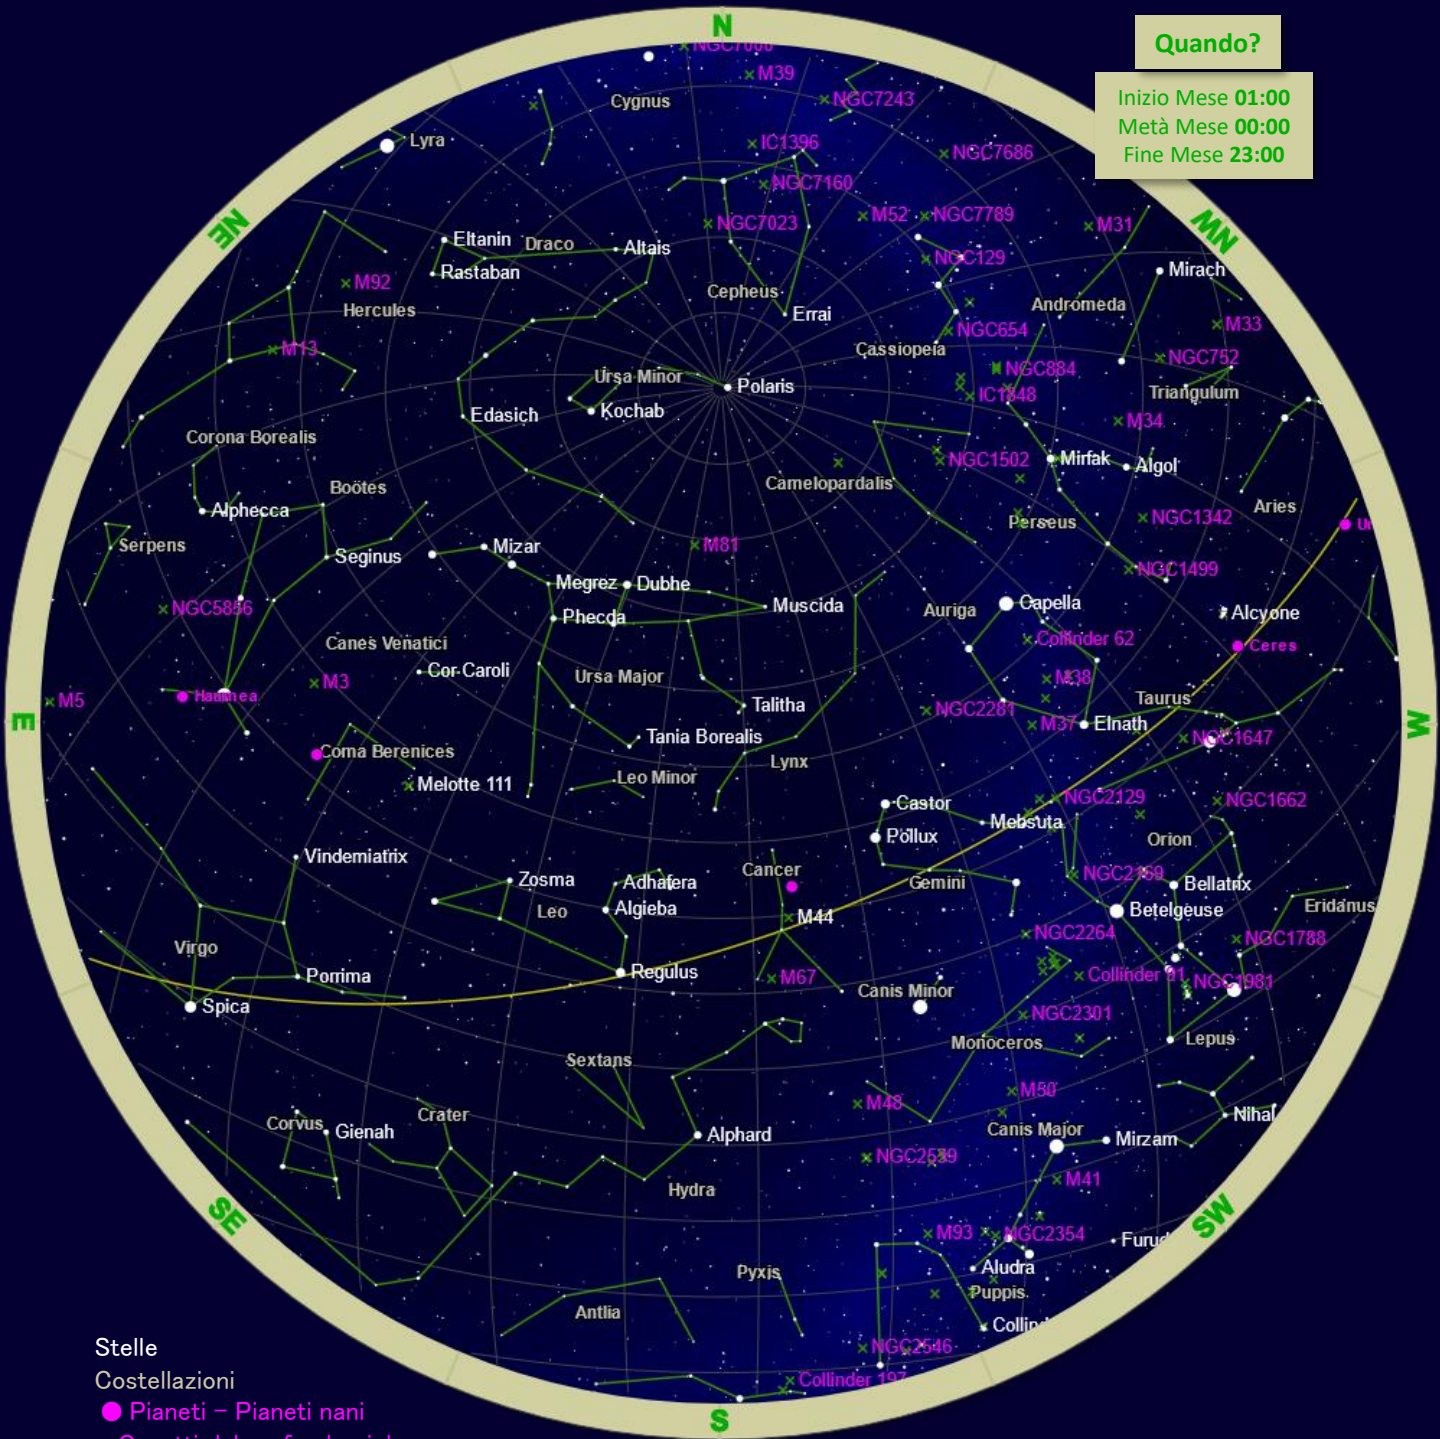 N
Quando?
Inizio Mese 01:00
Metà Mese 00:00
Fine Mese 23:00
NGC7000
M39
NGC7243
Cygnus
Lyra
IC1396
NGC7686
NGC7160
M52
NGC7789
NGC7023
M31
NE
NW
Eltanin
Draco
Altais
Rastaban
NGC129
Mirach
M92
Hercules
Cepheus
Errai
Andromeda
M33
NGC654
M13
Cassiopeia
NGC752
NGC884
Ursa Minor
Polaris
IC1848
Triangulum
Kochab
Edasich
M34
Corona Borealis
NGC1502
Mirfak
Algol
Boötes
Camelopardalis
Alphecca
Aries
Perseus
NGC1342
Serpens
Mizar
M81
Seginus
NGC1499
Megrez
Dubhe
NGC5856
Phecda
Muscida
Auriga
Capella
Alcyone
Canes Venatici
Collinder 62
Ceres
Cor Caroli
Ursa Major
M3
M38
Haumea
M5
Talitha
NGC2281
Taurus
E
M37
Elnath
W
Tania Borealis
NGC1647
Coma Berenices
Lynx
Melotte 111
Leo Minor
Castor
NGC2129
NGC1662
Mebsuta
Pollux
Orion
Vindemiatrix
Cancer
Zosma
Adhafera
Gemini
NGC2169
Bellatrix
Leo
Algieba
M44
Betelgeuse
Eridanus
Virgo
NGC2264
NGC1788
Porrima
Regulus
M67
Collinder 91
NGC1981
Spica
Canis Minor
NGC2301
Sextans
Monoceros
Lepus
M48
M50
Corvus
Gienah
Crater
Alphard
Canis Major
Mirzam
Nihal
NGC2539
Hydra
M41
SE
SW
M93
NGC2354
Furud
Pyxis
Aludra
Puppis
Antlia
Collind
NGC2546
Stelle
Collinder 197
Costellazioni
Pianeti – Pianeti nani
S